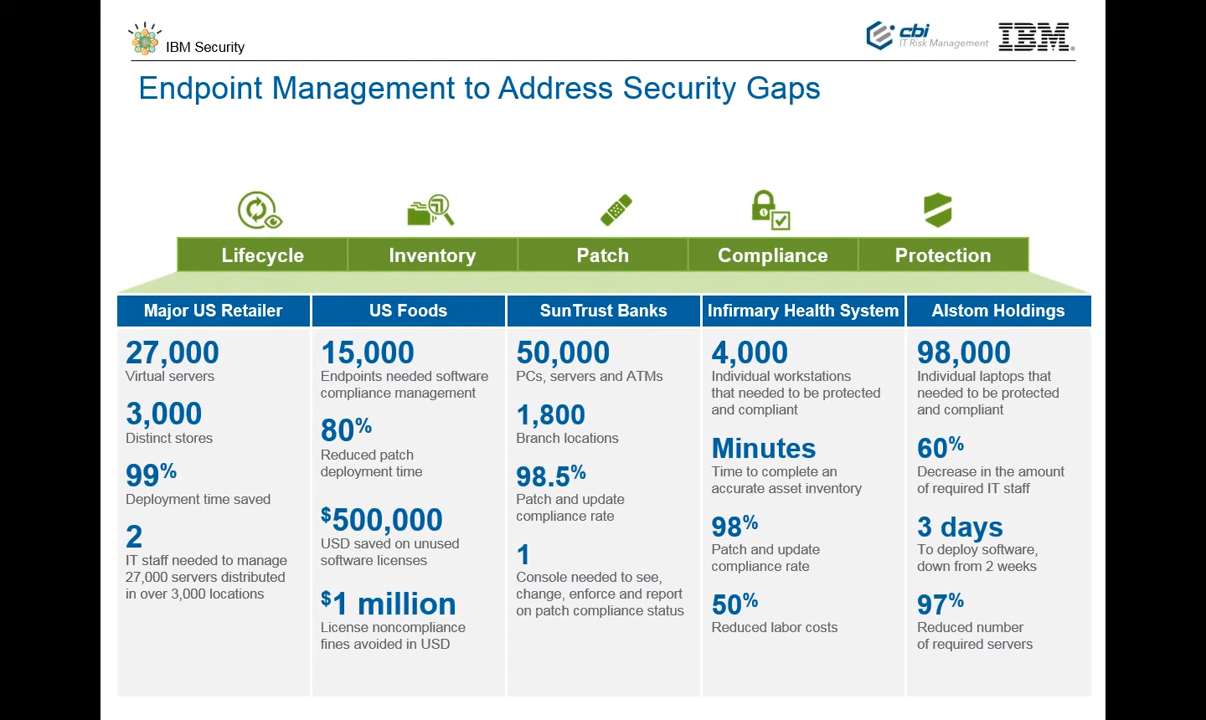 IBM Security
cbi
IT Risk Management
IBM
Endpoint Management to Address Security Gaps
Lifecycle
Inventory
Patch
Compliance
Protection
Major US Retailer
27,000
Virtual servers
3,000
Distinct stores
99%
Deployment time saved
2
IT staff needed to manage
27,000 servers distributed
in over 3,000 locations
US Foods
15,000
Endpoints needed software
compliance management
80%
Reduced patch
deployment time
$500,000
USD saved on unused
software licenses
$1 million
License noncompliance
fines avoided in USD
SunTrust Banks
50,000
PCs, servers and ATMs
1,800
Branch locations
98.5%
Patch and update
compliance rate
1
Console needed to see,
change, enforce and report
on patch compliance status
Infirmary Health System
4,000
Individual workstations
that needed to be protected
and compliant
Minutes
Time to complete an
accurate asset inventory
98%
Patch and update
compliance rate
50%
Reduced labor costs
Alstom Holdings
98,000
Individual laptops that
needed to be protected
and compliant
60%
Decrease in the amount
of required IT staff
3 days
To deploy software,
down from 2 weeks
97%
Reduced number
of required servers